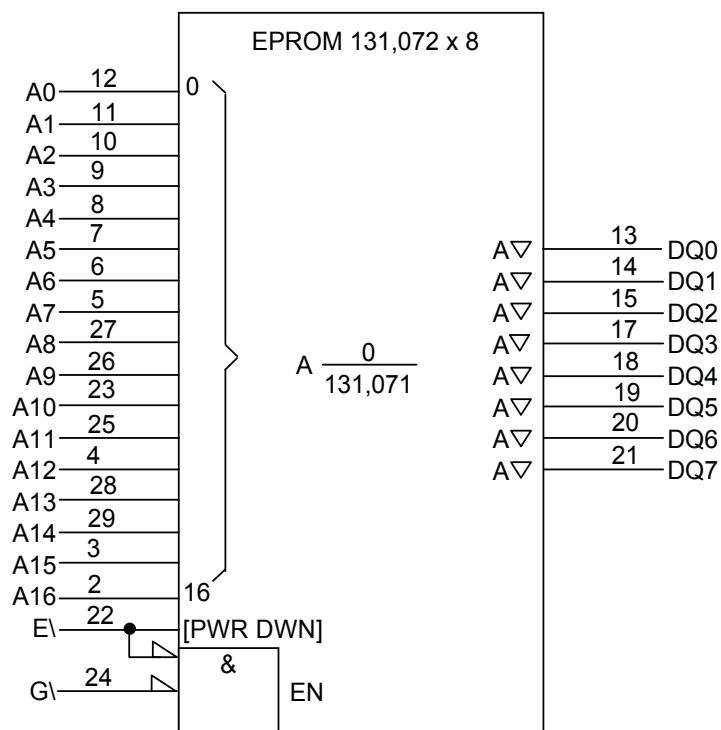 EPROM 131,072 x 8
A0 12 0
A1 11
A2 10
A3 9
A4 8
A5 7 A 13 DQ0
A6 6 A 14 DQ1
A7 5 A 15 DQ2
A8 27 A 17 DQ3
A9 26 A 0 A 18 DQ4
131,071
A10 23 A 19 DQ5
A11 25 A 20 DQ6
A12 4 A 21 DQ7
A13 28
A14 29
A15 3
A16 2 16
E\ 22 [PWR DWN]
&
G\ 24 EN